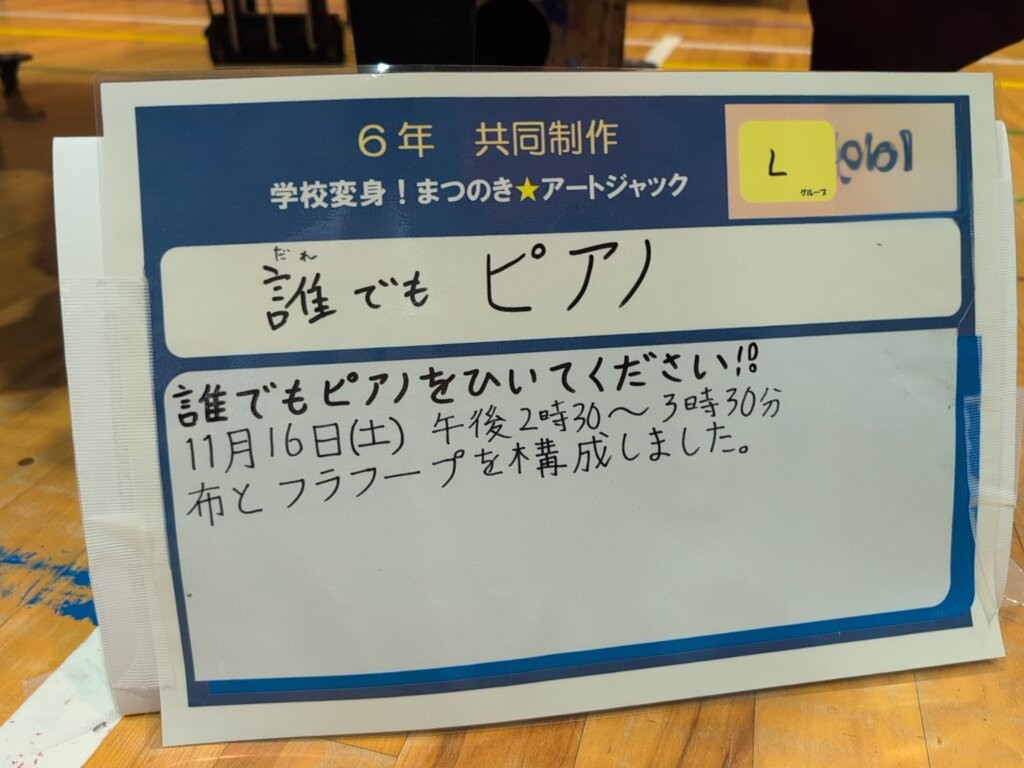 6年 共同制作
学校変身!まつのき★アートジャック
L
グループ
だれ
誰でも ピアノ
誰でもピアノをひいてください!!
11月16日(土) 午後2時30〜3時30分
布とフラフープを構成しました。